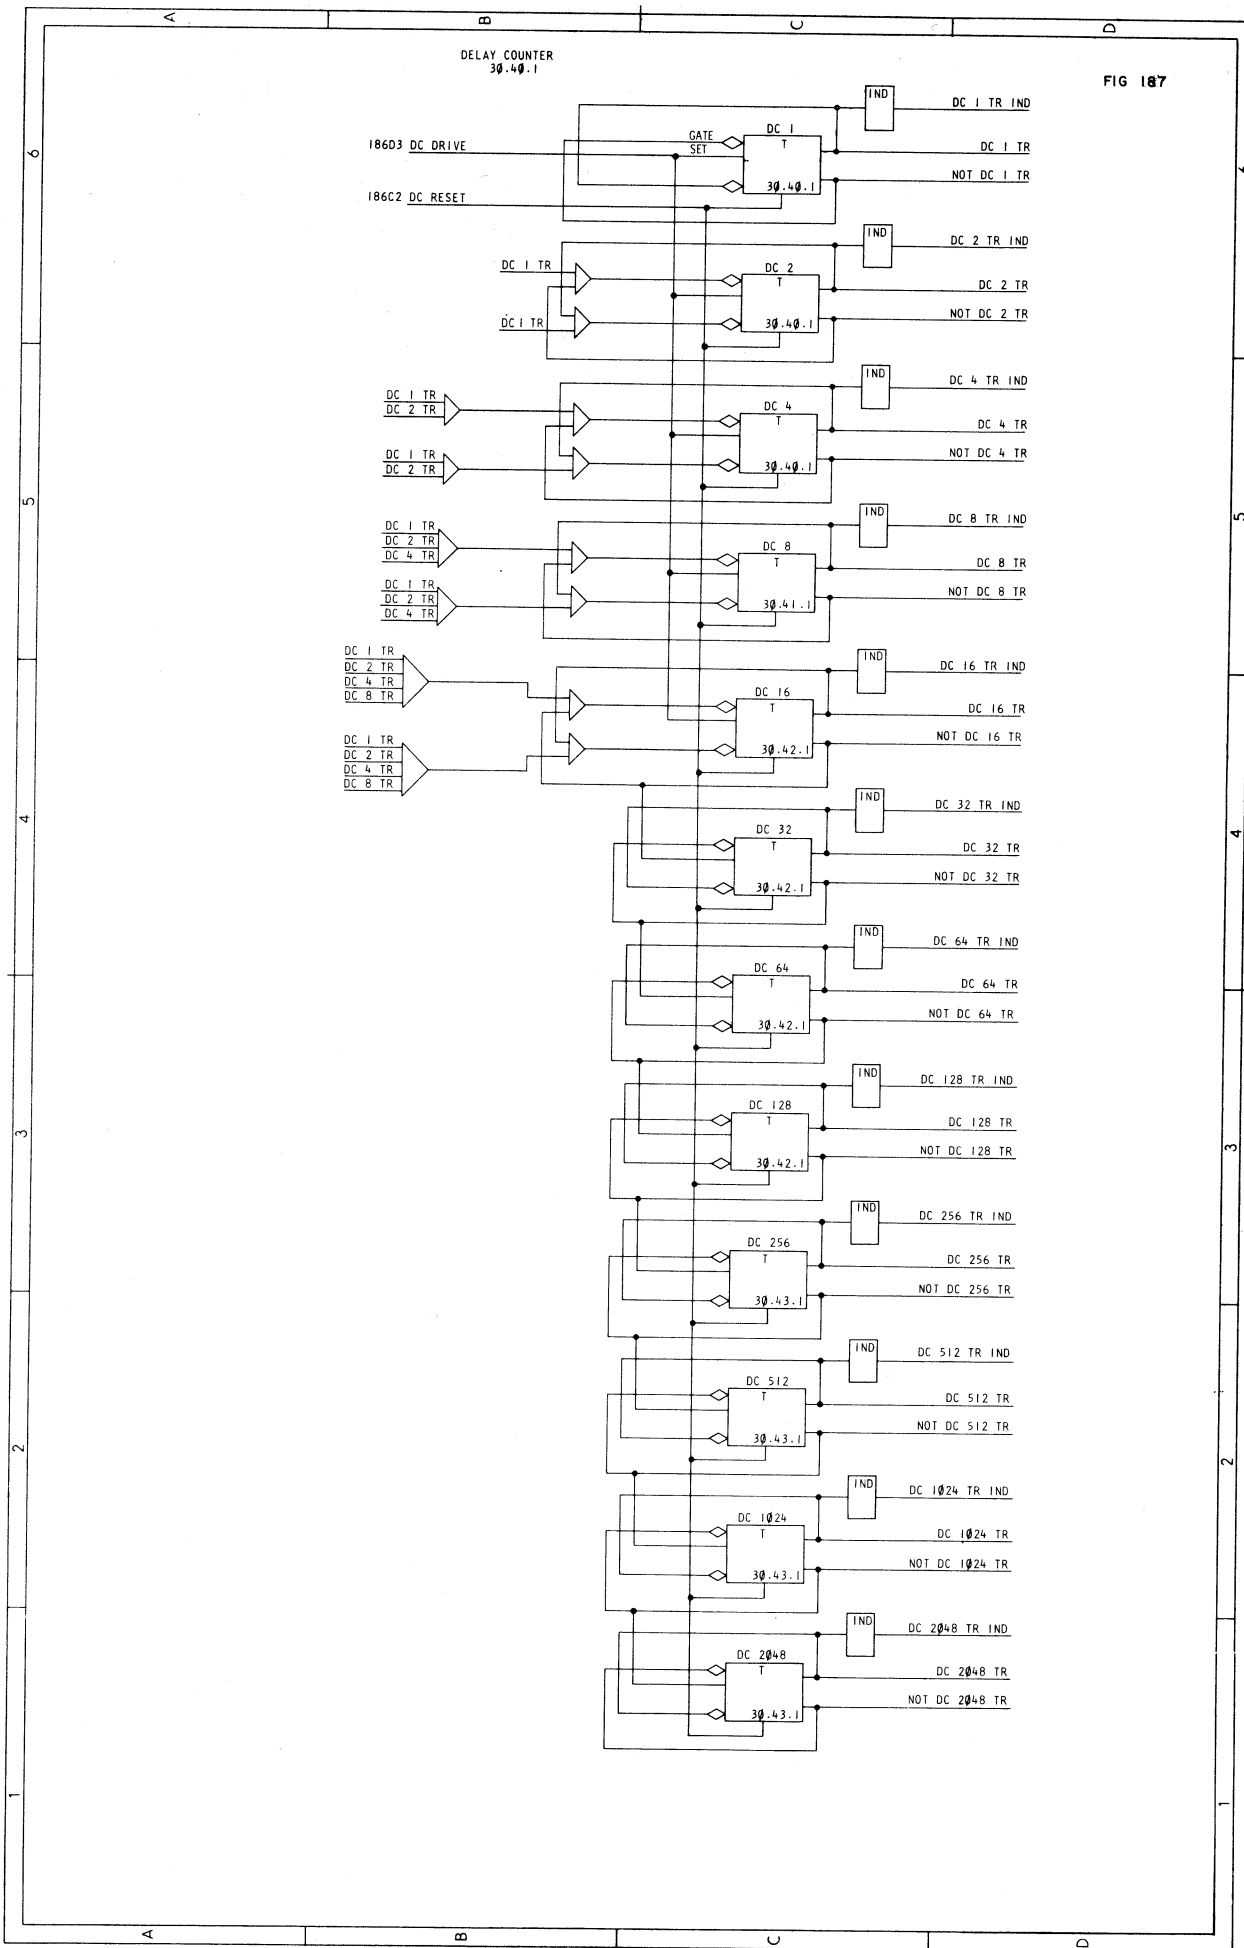 A B C D
DELAY COUNTER
3Ø.4Ø.1
FIG 187
IND
DC 1 TR IND
DC 1
GATE
T
186D3 DC DRIVE
SET
DC 1 TR
3Ø.4Ø.1
NOT DC 1 TR
186C2 DC RESET
6
6
IND
DC 2 TR IND
DC 1 TR
DC 2
T
DC 2 TR
DC 1 TR
3Ø.4Ø.1
NOT DC 2 TR
IND
DC 4 TR IND
DC 1 TR
DC 2 TR
DC 4
T
DC 4 TR
DC 1 TR
DC 2 TR
3Ø.4Ø.1
NOT DC 4 TR
5
5
IND
DC 8 TR IND
DC 1 TR
DC 2 TR
DC 4 TR
DC 8
T
DC 8 TR
DC 1 TR
DC 2 TR
DC 4 TR
3Ø.41.1
NOT DC 8 TR
DC 1 TR
DC 2 TR
DC 4 TR
DC 8 TR
IND
DC 16 TR IND
DC 16
T
DC 16 TR
DC 1 TR
DC 2 TR
DC 4 TR
DC 8 TR
3Ø.42.1
NOT DC 16 TR
4
4
IND
DC 32 TR IND
DC 32
T
DC 32 TR
3Ø.42.1
NOT DC 32 TR
IND
DC 64 TR IND
DC 64
T
DC 64 TR
3Ø.42.1
NOT DC 64 TR
3
3
IND
DC 128 TR IND
DC 128
T
DC 128 TR
3Ø.42.1
NOT DC 128 TR
IND
DC 256 TR IND
DC 256
T
DC 256 TR
3Ø.43.1
NOT DC 256 TR
IND
DC 512 TR IND
DC 512
T
DC 512 TR
3Ø.43.1
NOT DC 512 TR
2
2
IND
DC 1Ø24 TR IND
DC 1Ø24
T
DC 1Ø24 TR
3Ø.43.1
NOT DC 1Ø24 TR
IND
DC 2Ø48 TR IND
DC 2Ø48
T
DC 2Ø48 TR
3Ø.43.1
NOT DC 2Ø48 TR
1
1
A B C D